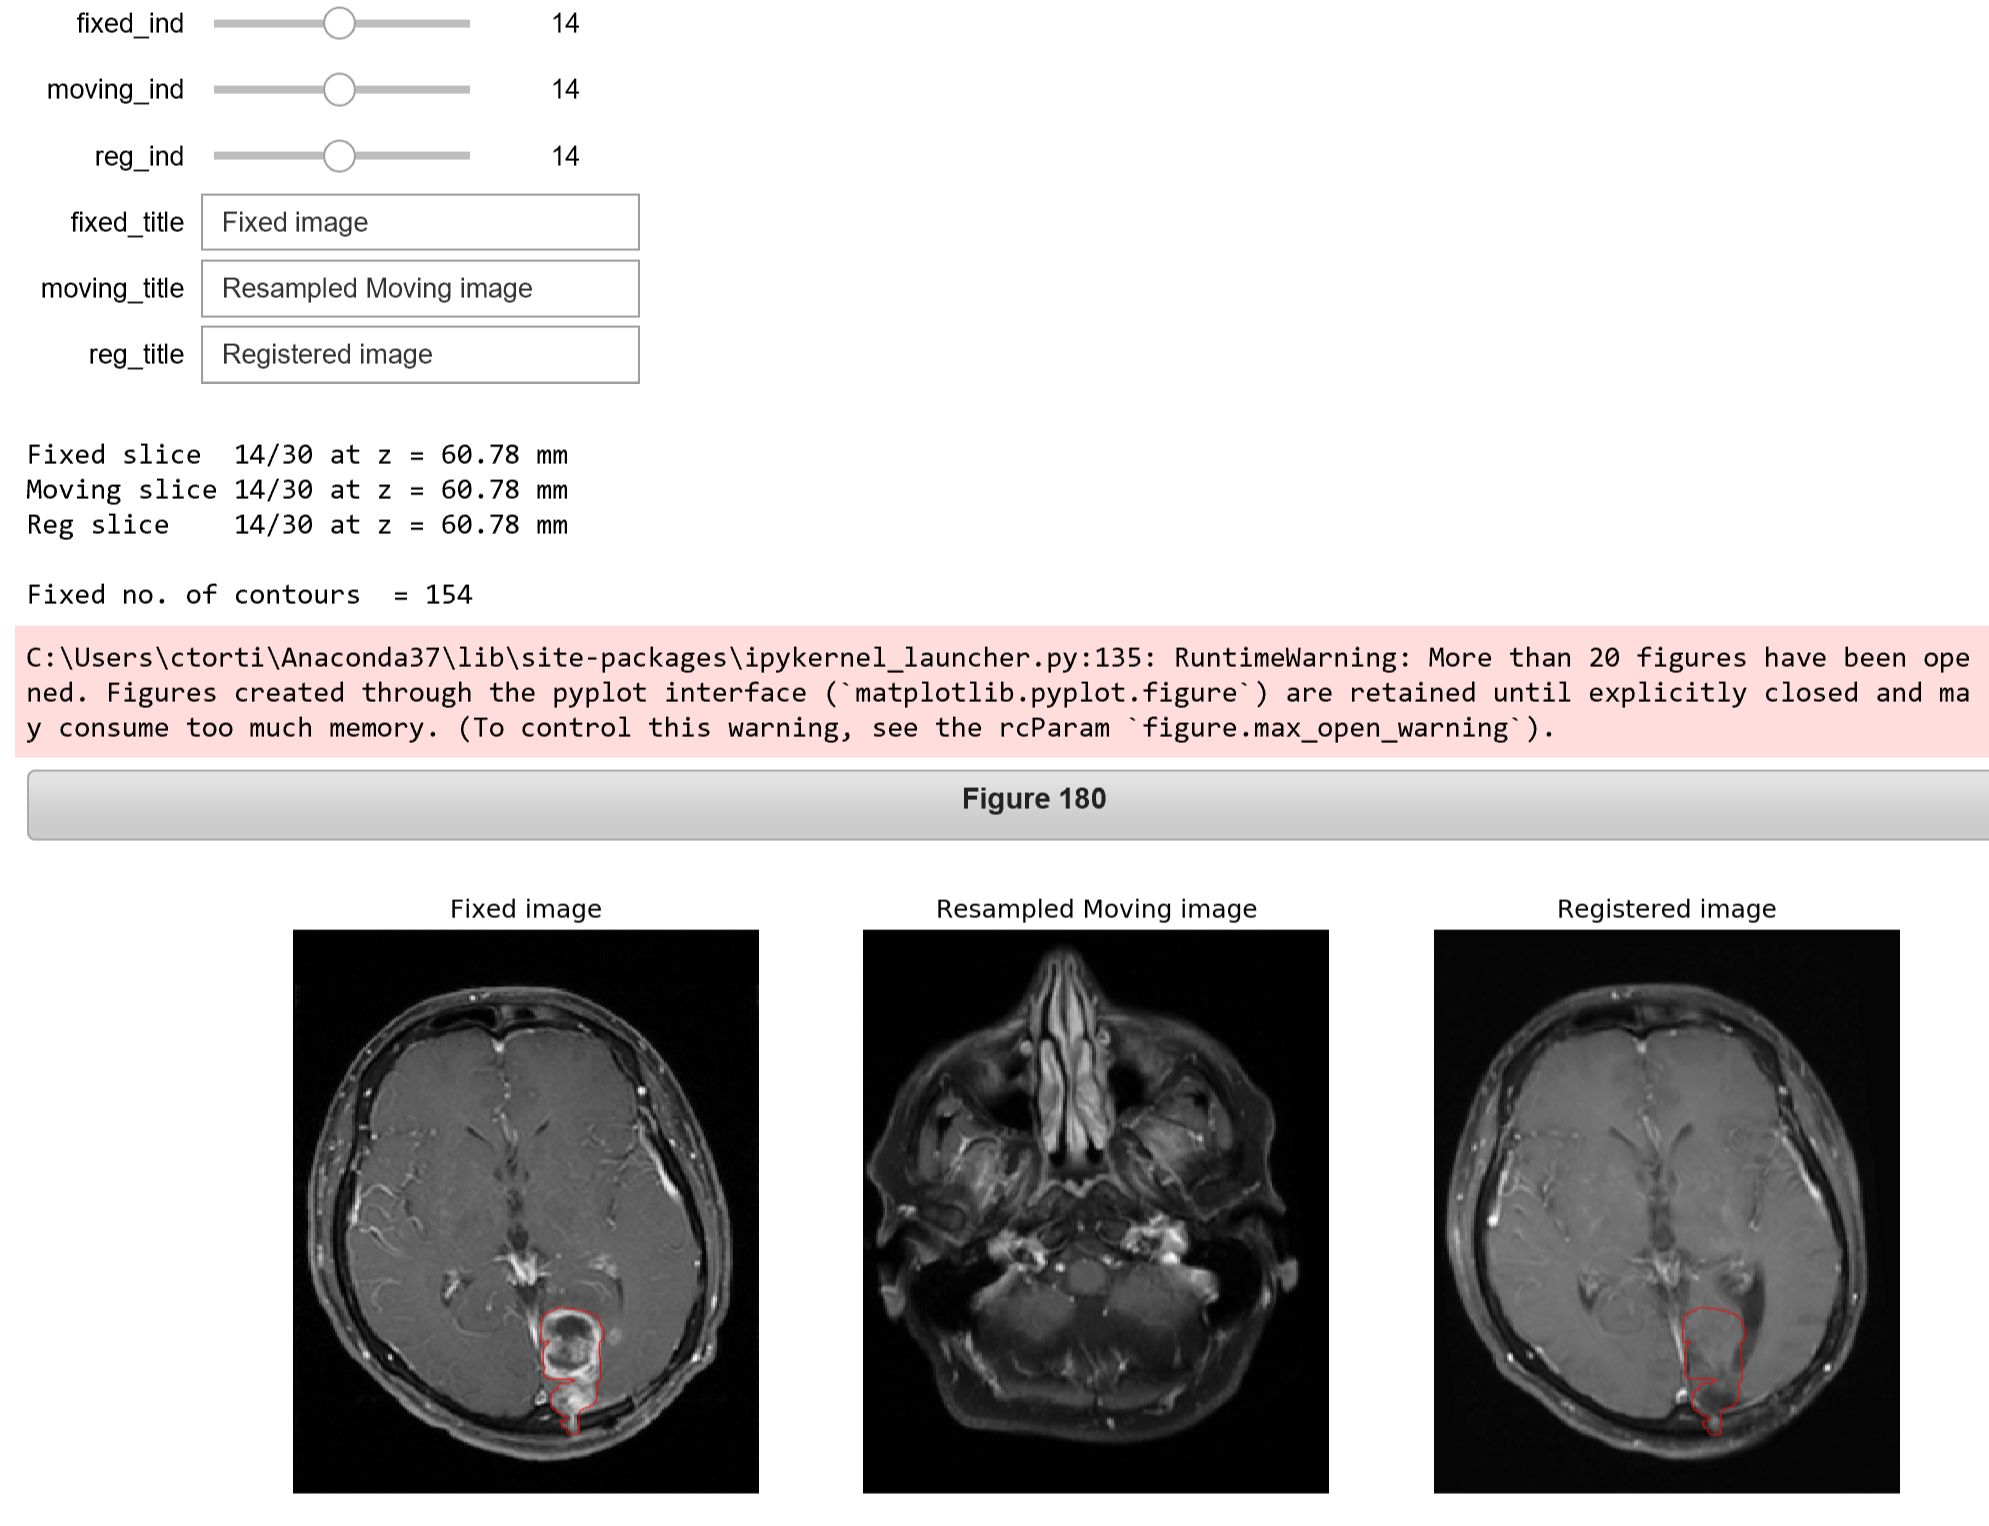 fixed_ind 14
moving_ind 14
reg_ind 14
fixed_title Fixed image
moving_title Resampled Moving image
reg_title Registered image
Fixed slice  14/30 at z = 60.78 mm
Moving slice 14/30 at z = 60.78 mm
Reg slice    14/30 at z = 60.78 mm
Fixed no. of contours  = 154
C:\Users\ctorti\Anaconda37\lib\site-packages\ipykernel_launcher.py:135: RuntimeWarning: More than 20 figures have been ope
ned. Figures created through the pyplot interface (`matplotlib.pyplot.figure`) are retained until explicitly closed and ma
y consume too much memory. (To control this warning, see the rcParam `figure.max_open_warning`).
Figure 180
Fixed image Resampled Moving image Registered image